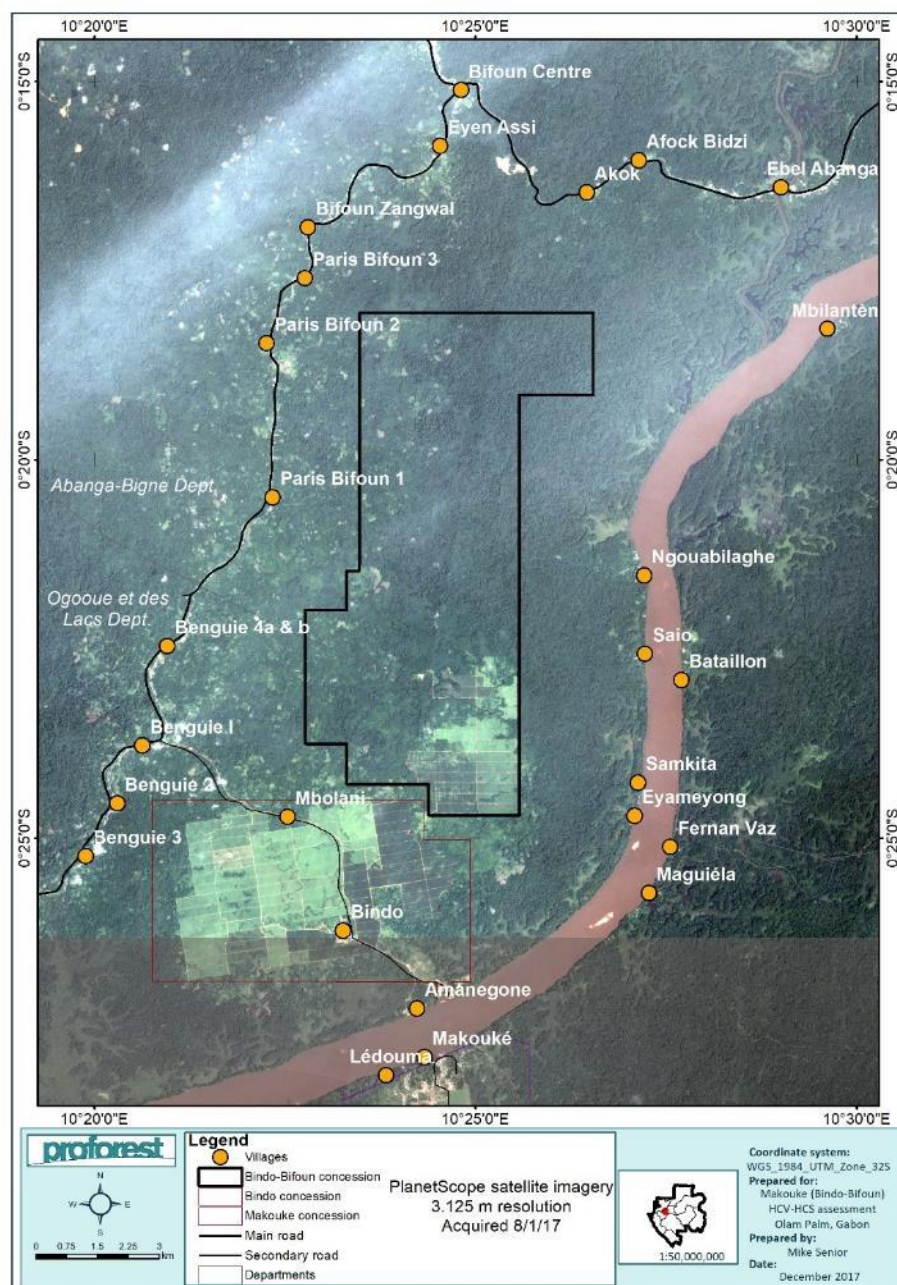 10°20'0"E 10°25'0"E 10°30'0"E
0°15'0"S 0°15'0"S
Bifoun Centre
Eyen Assi
Afock Bidzi
Akok
Ebel Abanga
Bifoun Zangwal
Paris Bifoun 3
Mbilantèn
Paris Bifoun 2
0°20'0"S 0°20'0"S
Abanga-Bigne Dept.
Paris Bifoun 1
Ngouabilaghe
Ogooue et des
Lacs Dept.
Benguie 4a & b
Saio
Bataillon
Benguie I
Samkita
Benguie 2
Mbolani
Eyameyong
0°25'0"S 0°25'0"S
Fernan Vaz
Benguie 3
Maguiéla
Bindo
Amanegone
Makouké
Lédouma
10°20'0"E 10°25'0"E 10°30'0"E
proforest
N
W E
S
0 0.75 1.5 3
km
Legend
Villages
Bindo-Bifoun concession
Bindo concession
Makouke concession
Main road
Secondary road
Departments
PlanetScope satellite imagery
3.125 m resolution
Acquired 8/1/17
1:50,000,000
Coordinate system:
WGS_1984_UTM_Zone_32S
Prepared for:
Makouke (Bindo-Bifoun)
HCV-HCS assessment
Olam Palm, Gabon
Prepared by:
Mike Senior
Date:
December 2017